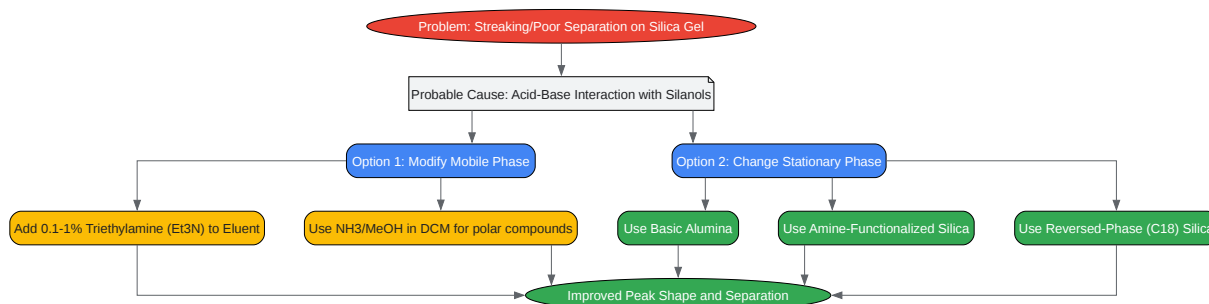 Problem: Streaking/Poor Separation on Silica Gel
Probable Cause: Acid-Base Interaction with Silanols
Option 1: Modify Mobile Phase
Option 2: Change Stationary Phase
Add 0.1-1% Triethylamine (Et3N) to Eluent
Use NH3/MeOH in DCM for polar compounds
Use Basic Alumina
Use Amine-Functionalized Silica
Use Reversed-Phase (C18) Silica
Improved Peak Shape and Separation